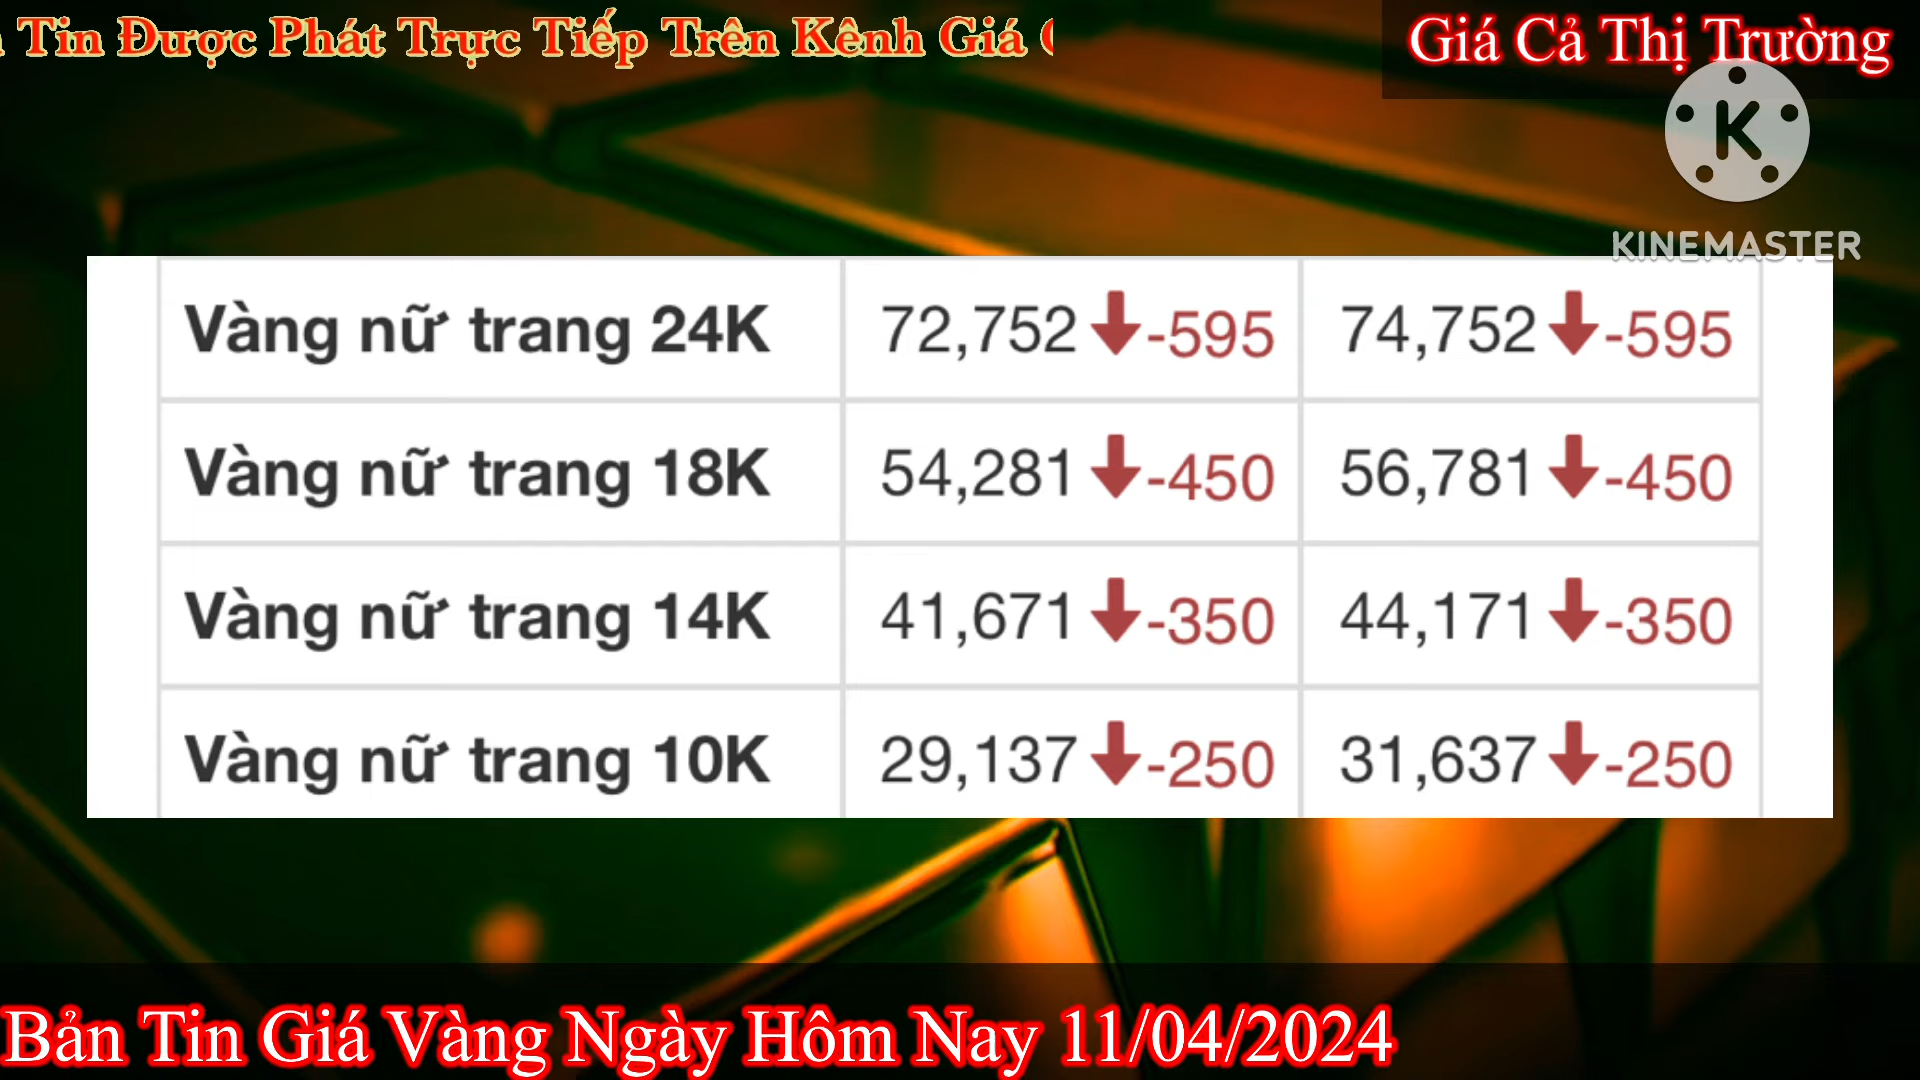 Tin Được Phát Trực Tiếp Trên Kênh Giá
Giá Cả Thị Trường
K
KINEMASTER
Vàng nữ trang 24K 72,752 -595 74,752 -595
Vàng nữ trang 18K 54,281 -450 56,781 -450
Vàng nữ trang 14K 41,671 -350 44,171 -350
Vàng nữ trang 10K 29,137 -250 31,637 -250
Bản Tin Giá Vàng Ngày Hôm Nay 11/04/2024